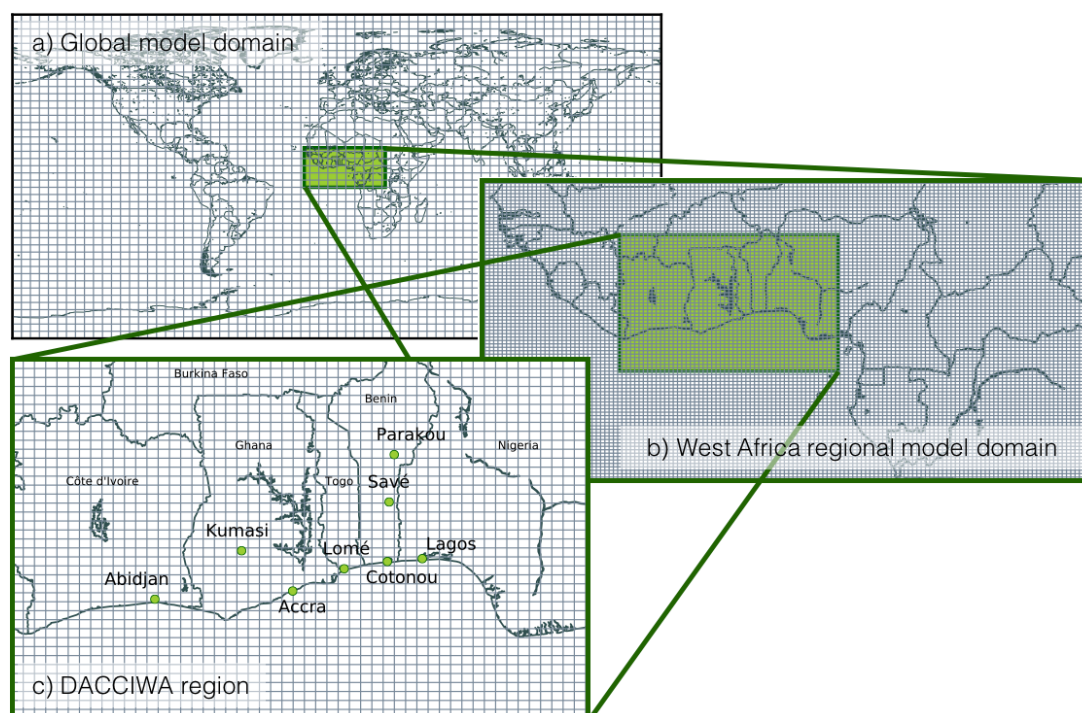 a) Global model domain
b) West Africa regional model domain
Burkina Faso
Benin
Ghana
Parakou
Nigeria
Côte d'Ivoire
Togo
Savé
Kumasi
Lomé
Lagos
Abidjan
Cotonou
Accra
c) DACCIWA region